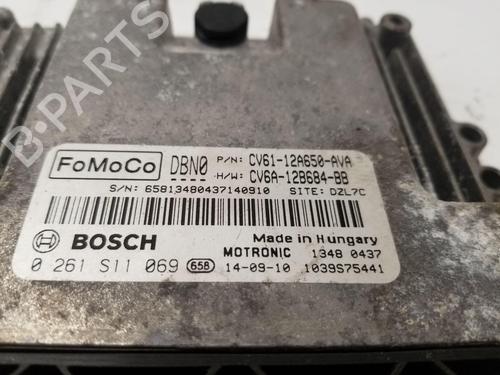 B-PARTS
FoMoCo DBN0 P/N: CV61-12A650-AVA
H/W: CV6A-12B684-BB
S/N: 65813480437140910 SITE: DZL7C
BOSCH Made in Hungary
MOTRONIC 1348 0437
0 261 S11 069 658 14-09-10 1039S75441